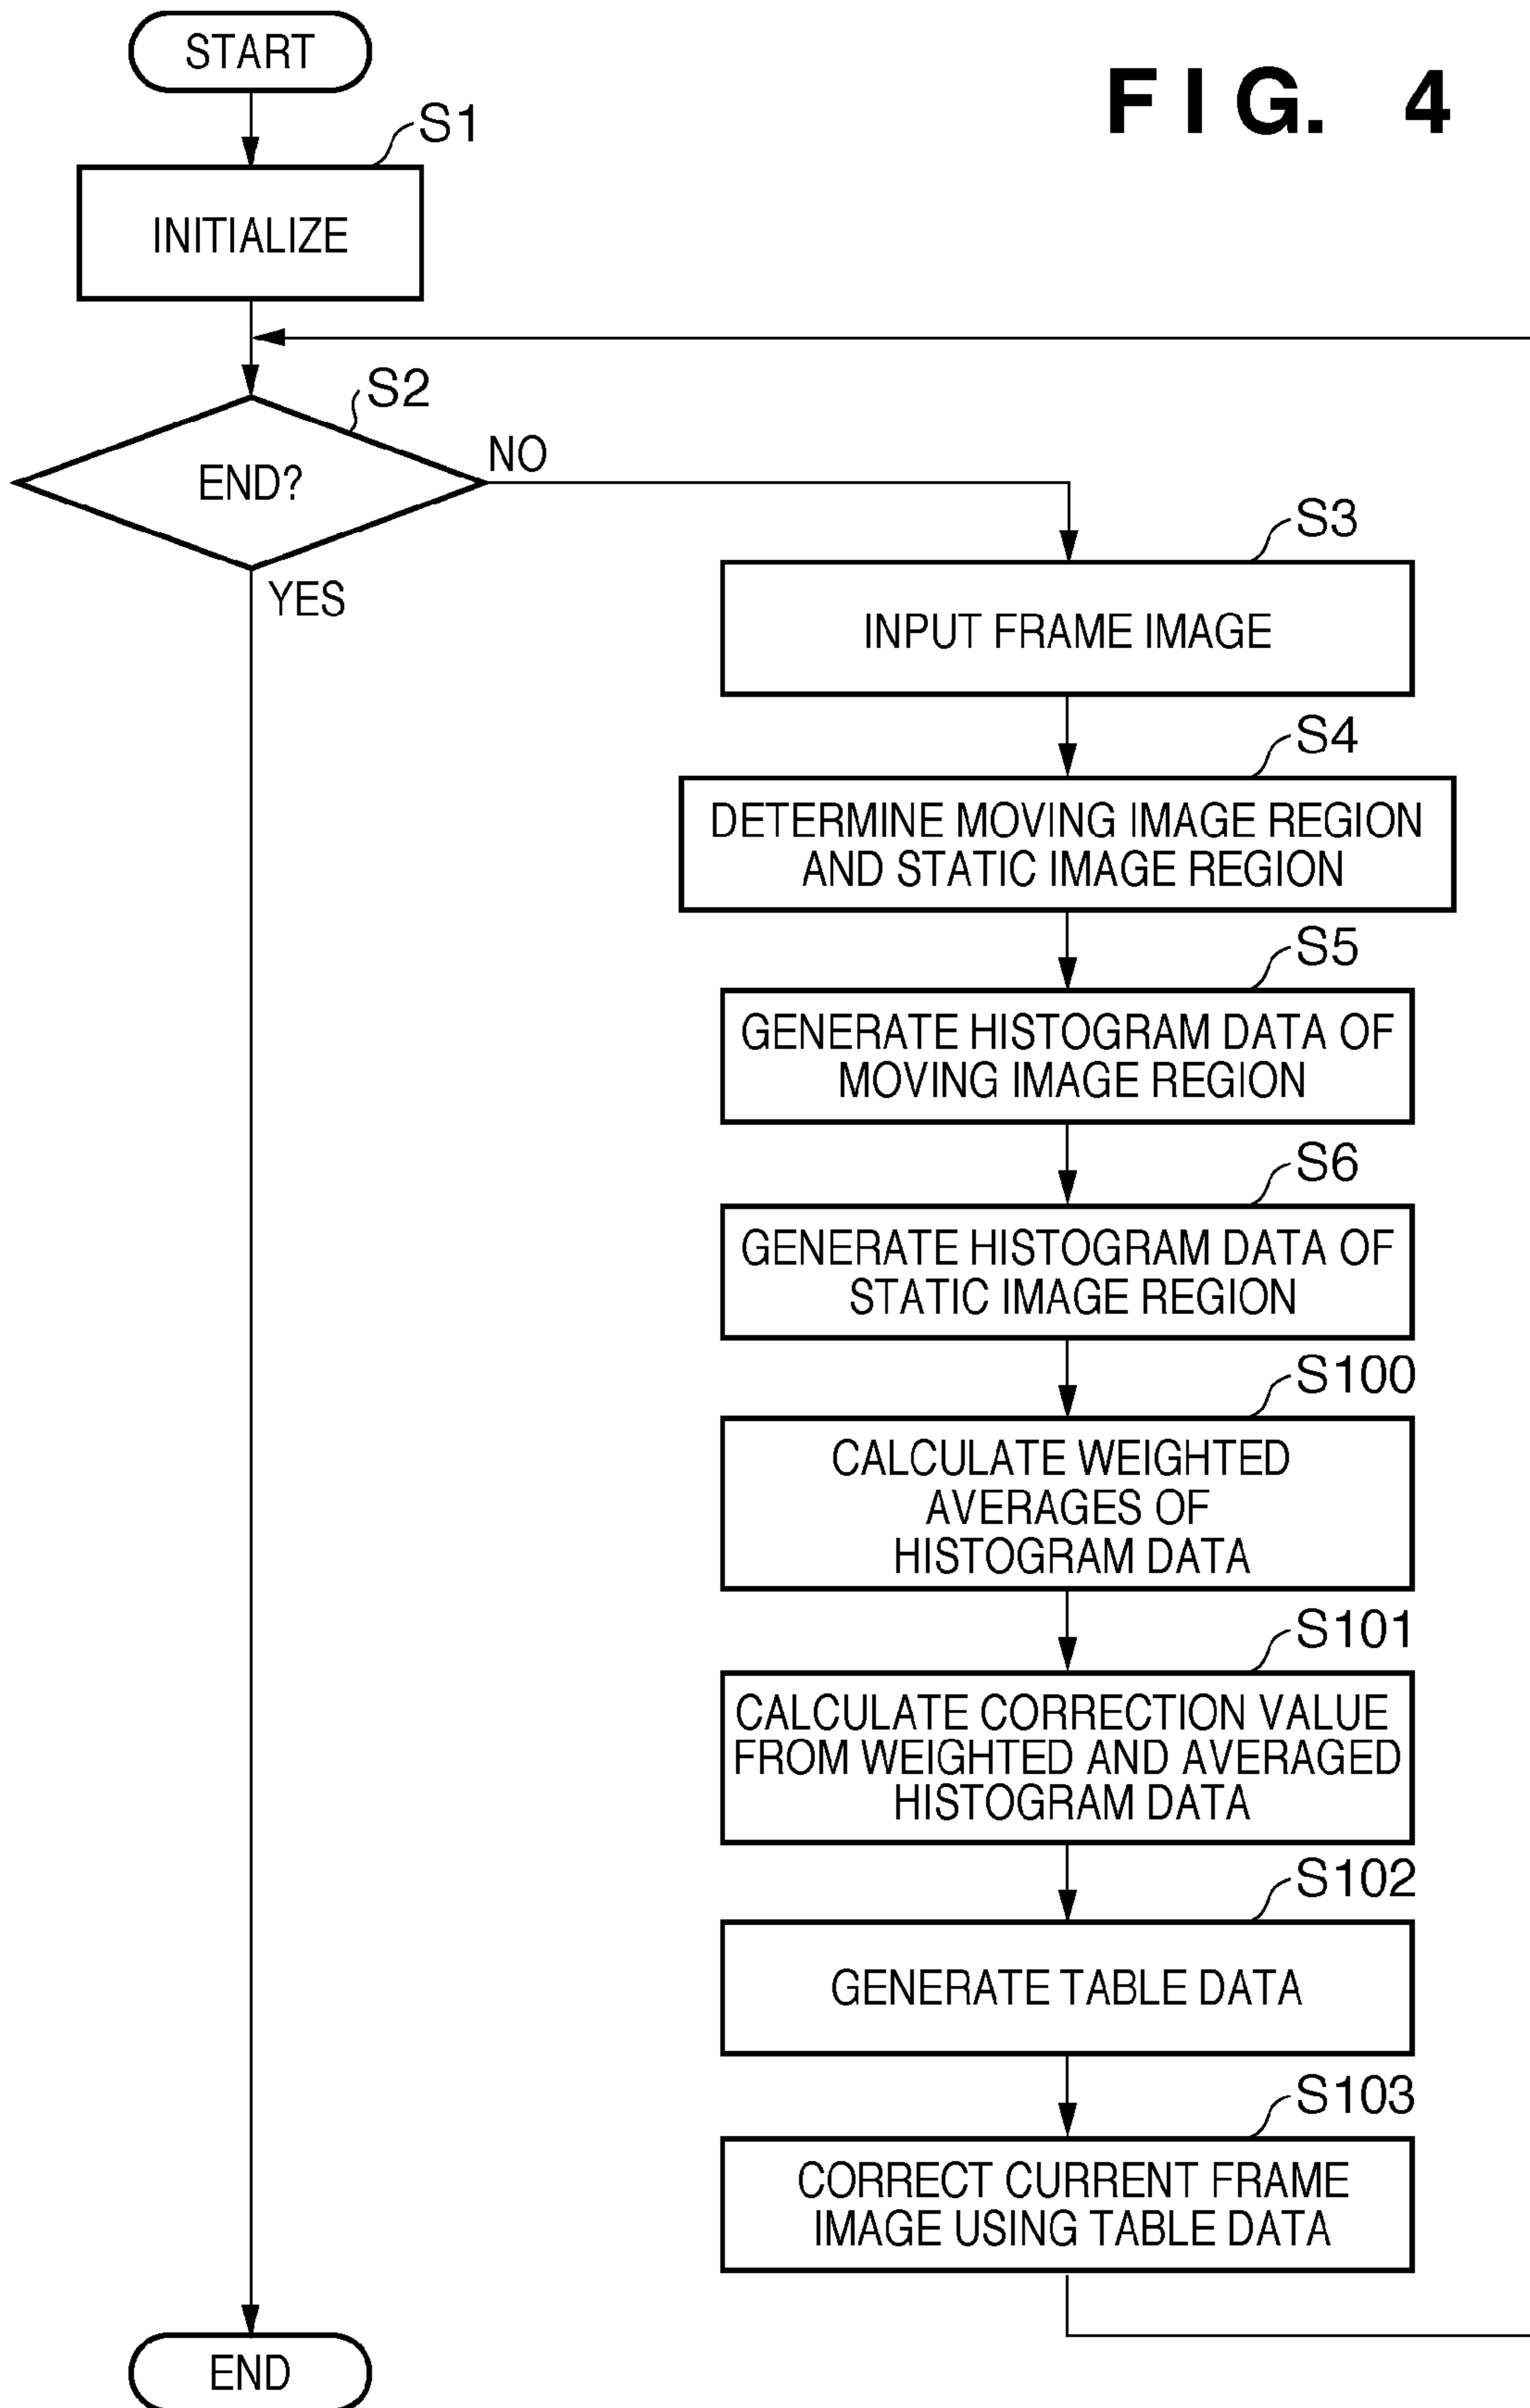 FIG. 4
START
S1
INITIALIZE
S2
END?
NO
YES
S3
INPUT FRAME IMAGE
S4
DETERMINE MOVING IMAGE REGION
AND STATIC IMAGE REGION
S5
GENERATE HISTOGRAM DATA OF
MOVING IMAGE REGION
S6
GENERATE HISTOGRAM DATA OF
STATIC IMAGE REGION
S100
CALCULATE WEIGHTED
AVERAGES OF
HISTOGRAM DATA
S101
CALCULATE CORRECTION VALUE
FROM WEIGHTED AND AVERAGED
HISTOGRAM DATA
S102
GENERATE TABLE DATA
S103
CORRECT CURRENT FRAME
IMAGE USING TABLE DATA
END